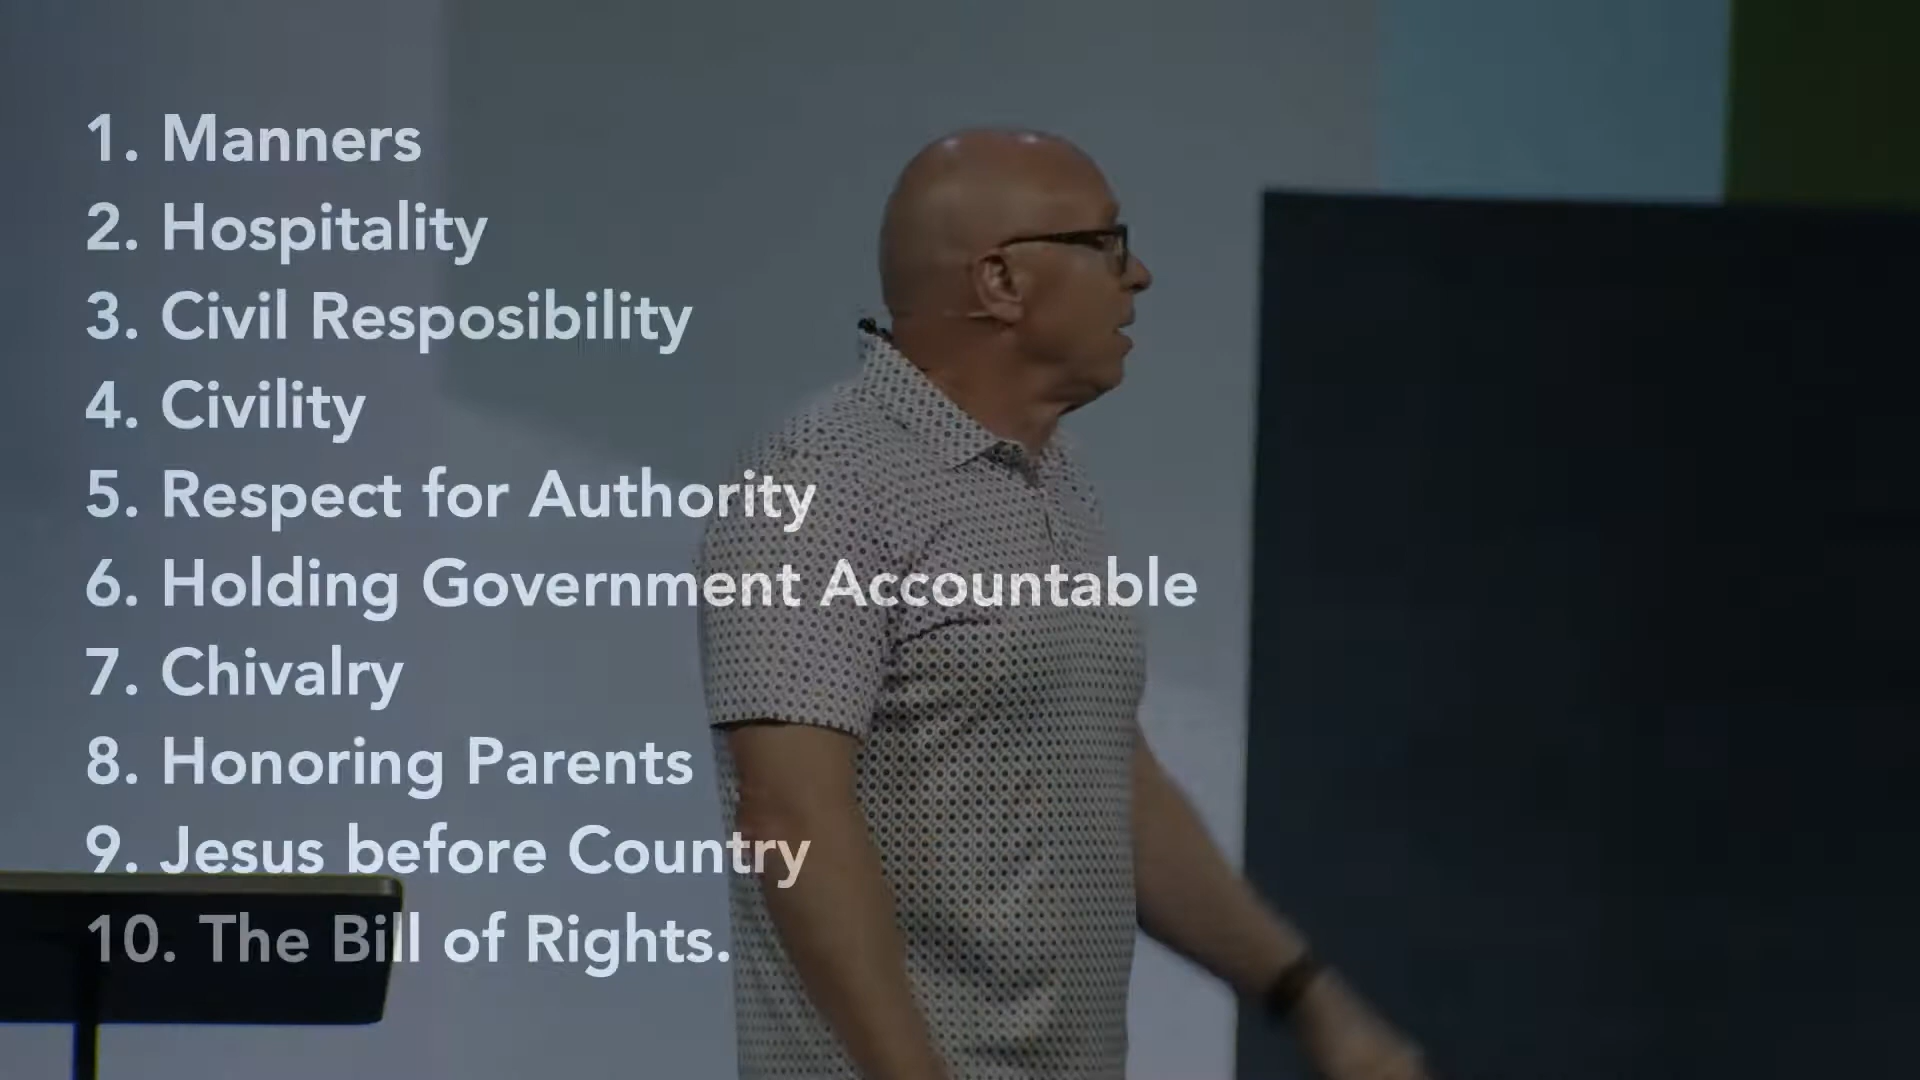 1. Manners
2. Hospitality
3. Civil Resposibility
4. Civility
5. Respect for Authority
6. Holding Government Accountable
7. Chivalry
8. Honoring Parents
9. Jesus before Country
10. The Bill of Rights.